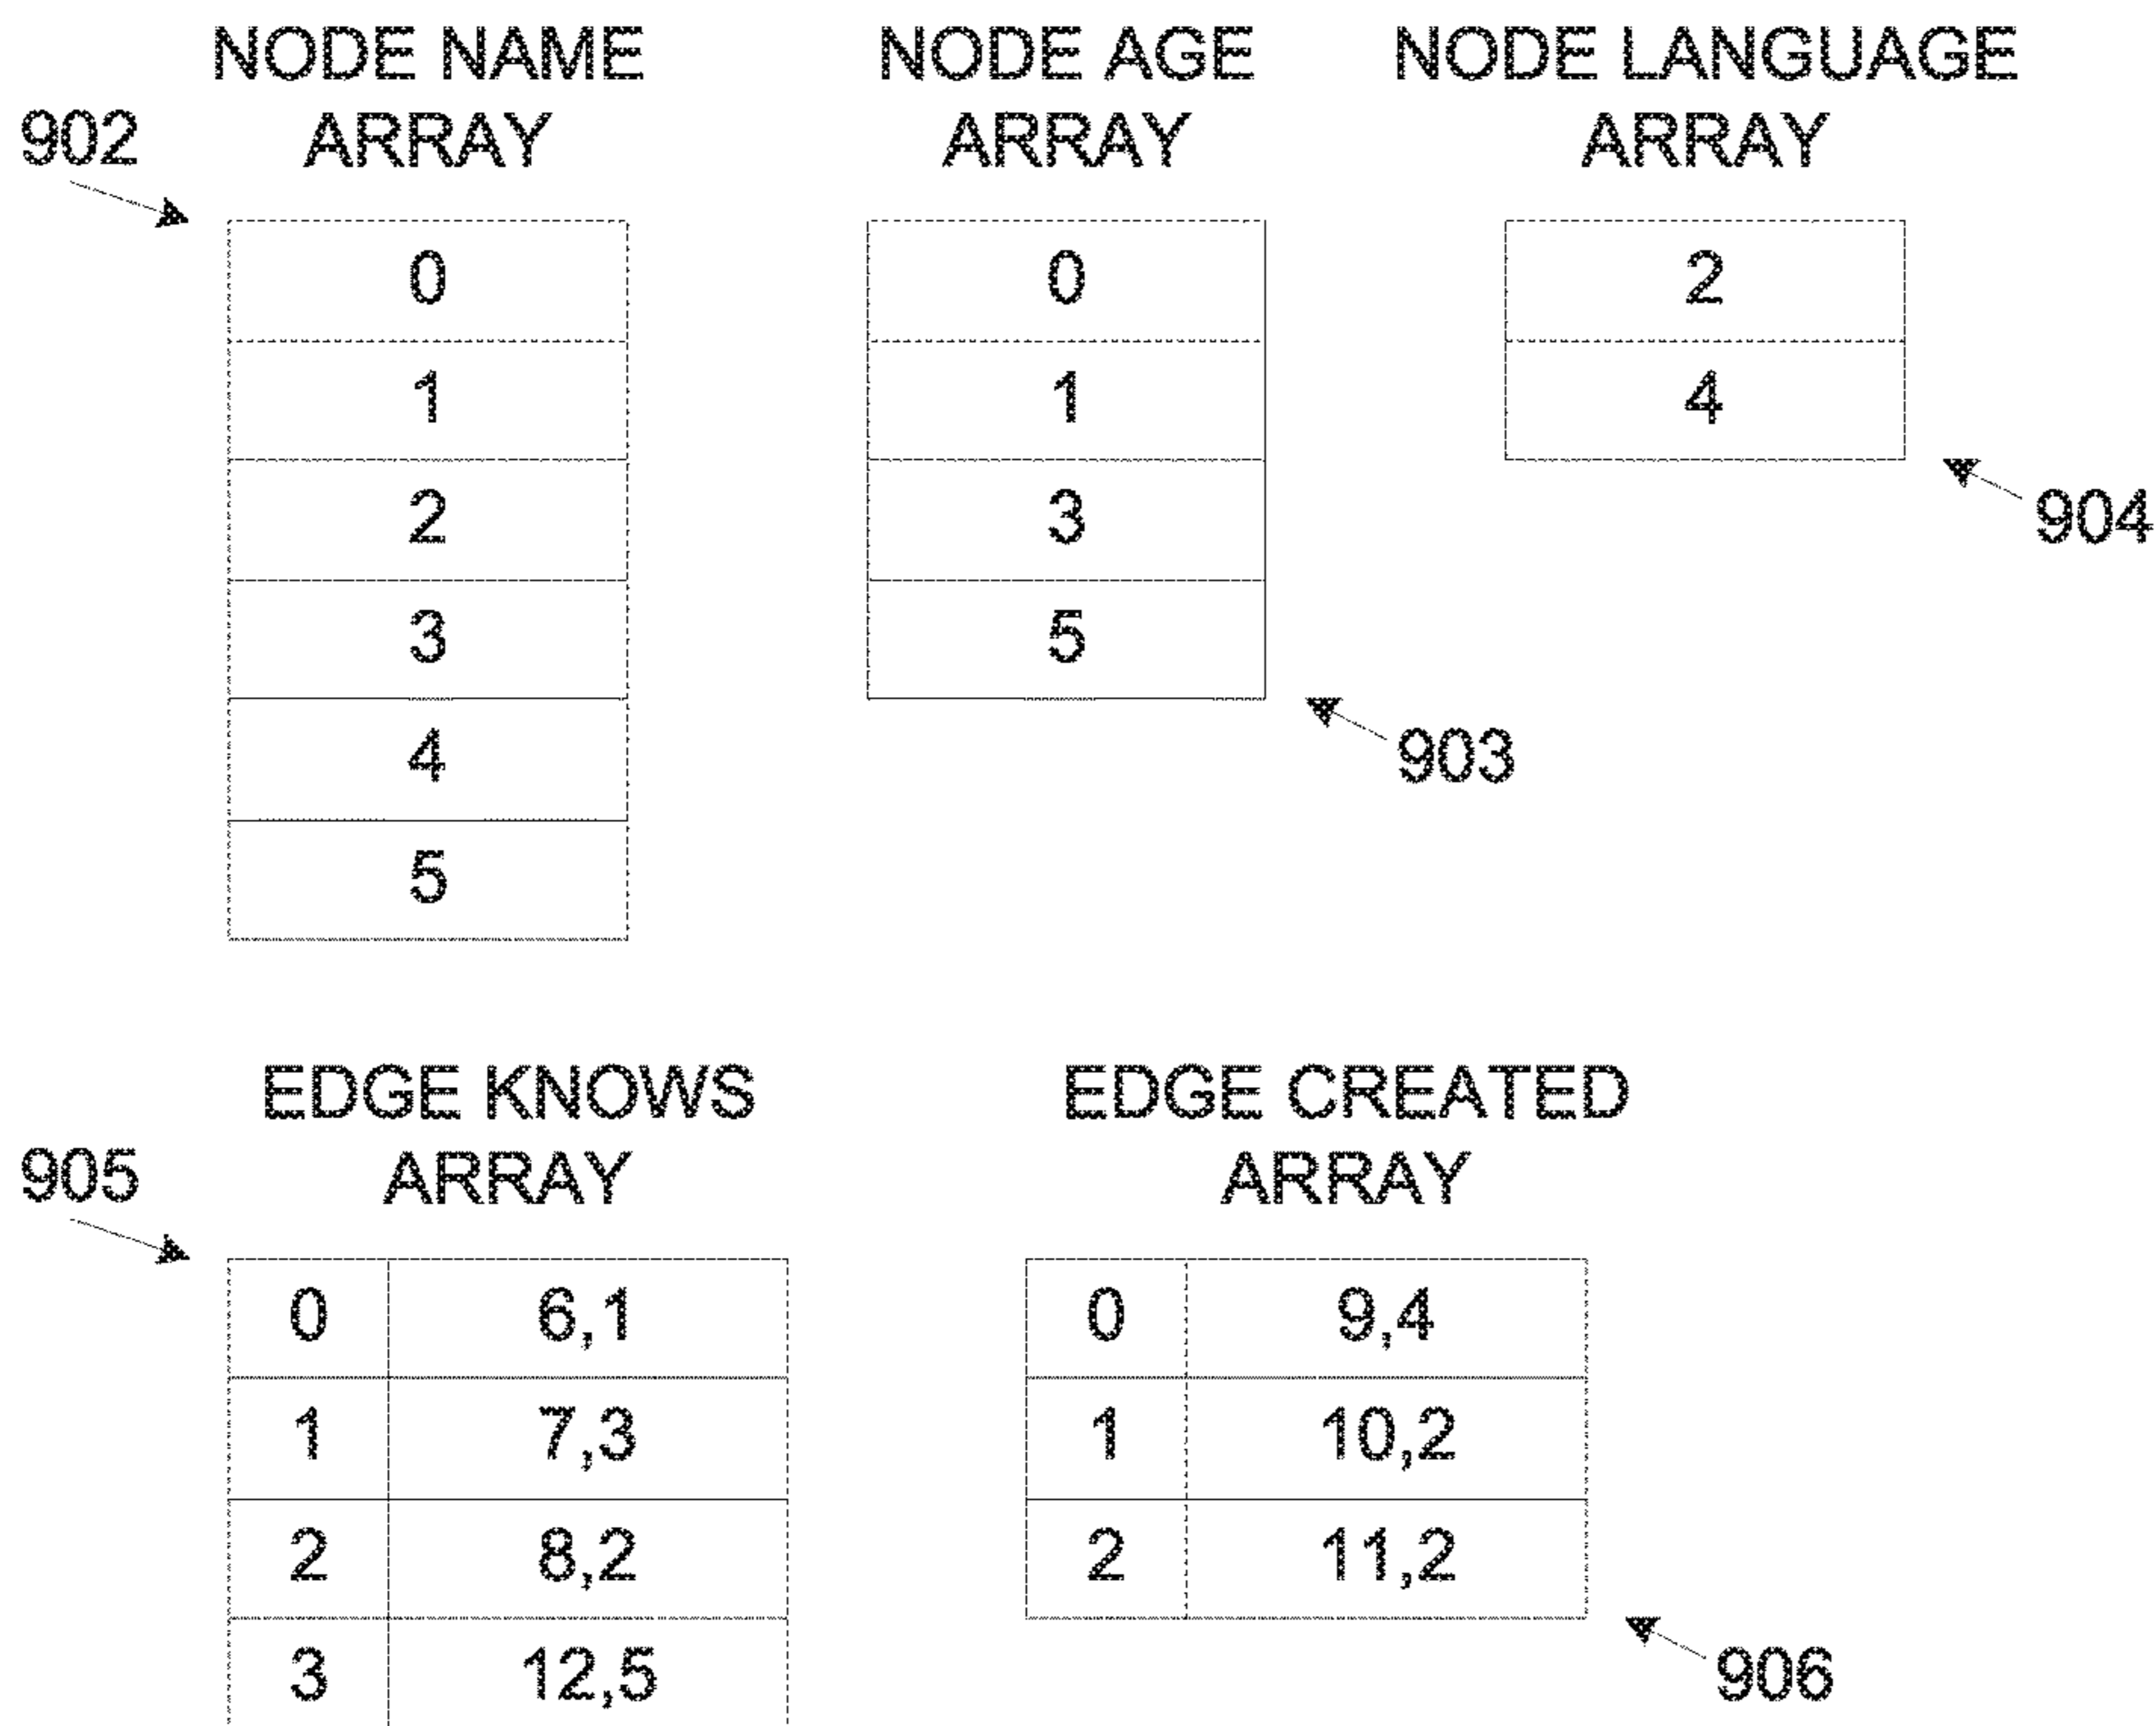 NODE NAME
ARRAY
NODE AGE
ARRAY
NODE LANGUAGE
ARRAY
902
0
1
2
3
4
5
0
1
3
5
903
2
4
904
EDGE KNOWS
ARRAY
905
0 6,1
1 7,3
2 8,2
3 12,5
EDGE CREATED
ARRAY
0 9,4
1 10,2
2 11,2
906